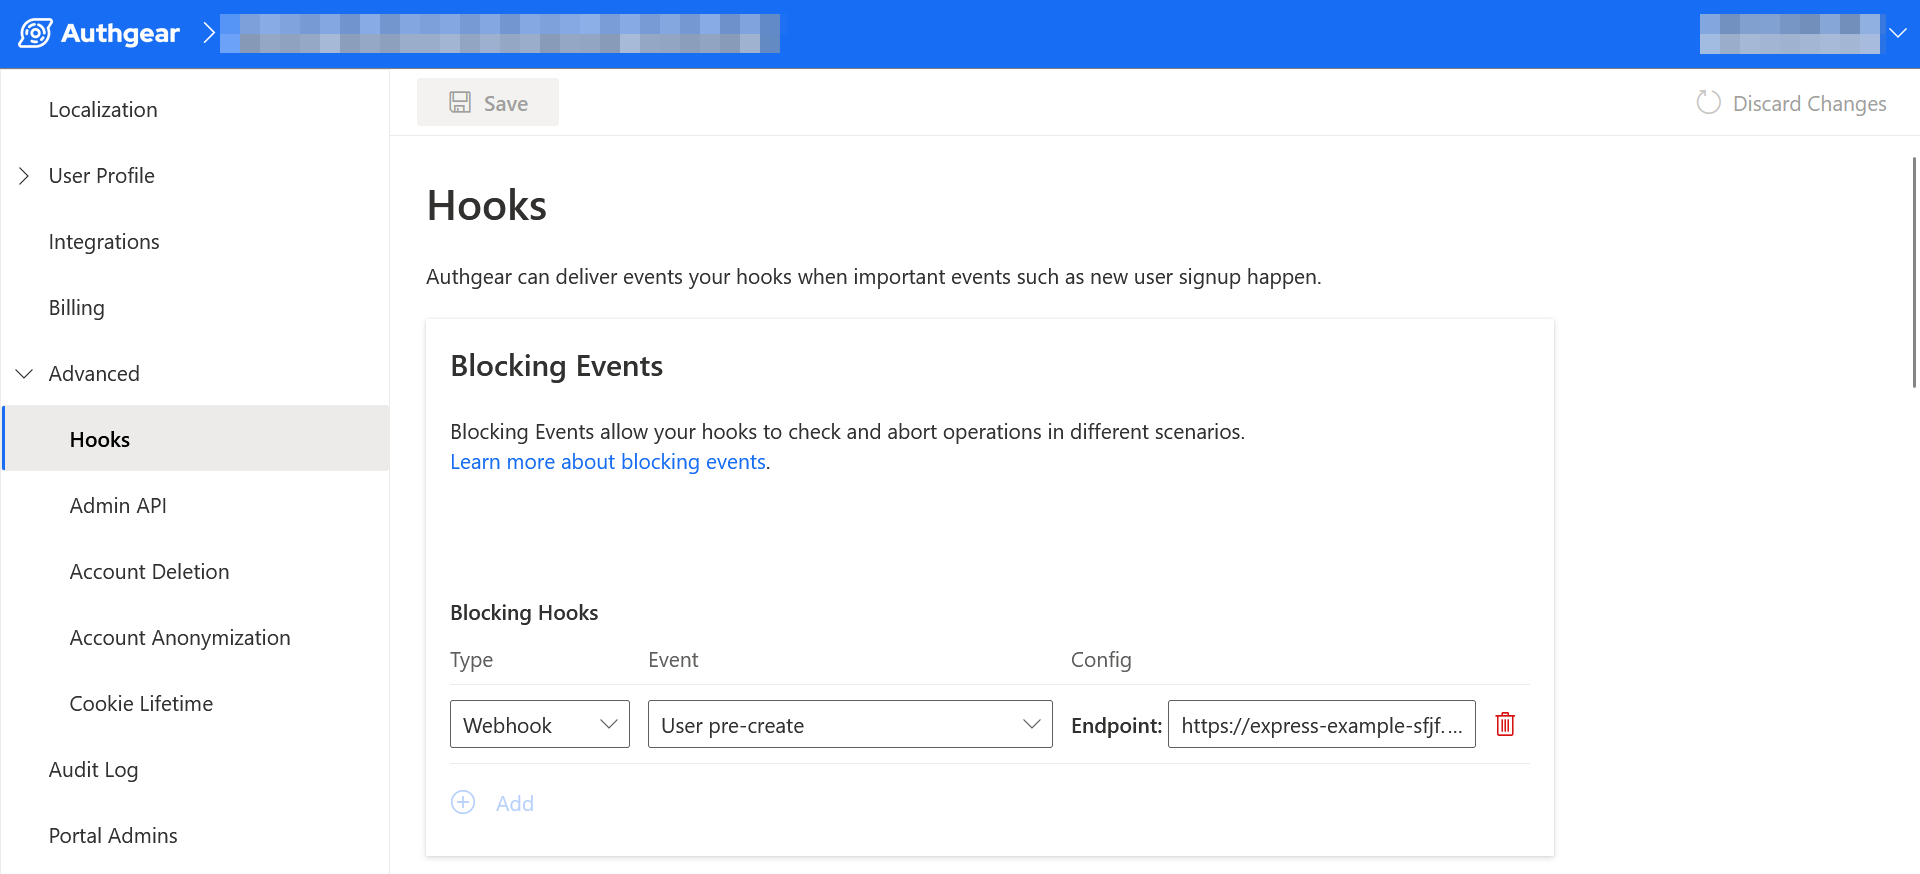 Authgear
Save
Discard Changes
Localization
User Profile
Integrations
Billing
Advanced
Hooks
Admin API
Account Deletion
Account Anonymization
Cookie Lifetime
Audit Log
Portal Admins
Hooks
Authgear can deliver events your hooks when important events such as new user signup happen.
Blocking Events
Blocking Events allow your hooks to check and abort operations in different scenarios.
Learn more about blocking events.
Blocking Hooks
Type Event Config
Webhook User pre-create Endpoint: https://express-example-sfjf....
Add